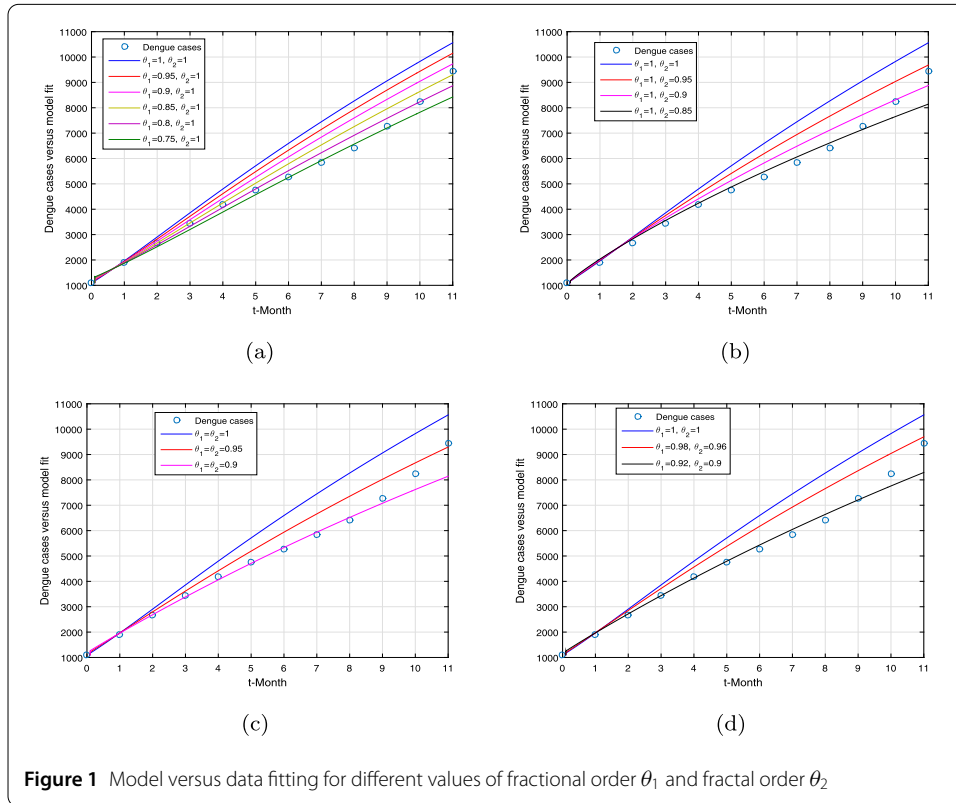 11000
10000
9000
8000
7000
6000
5000
4000
3000
2000
1000
Dengue cases versus model fit
Dengue cases
θ1=1, θ2=1
θ1=0.95, θ2=1
θ1=0.9, θ2=1
θ1=0.85, θ2=1
θ1=0.8, θ2=1
θ1=0.75, θ2=1
0 1 2 3 4 5 6 7 8 9 10 11
t-Month
(a)
11000
10000
9000
8000
7000
6000
5000
4000
3000
2000
1000
Dengue cases versus model fit
Dengue cases
θ1=1, θ2=1
θ1=1, θ2=0.95
θ1=1, θ2=0.9
θ1=1, θ2=0.85
0 1 2 3 4 5 6 7 8 9 10 11
t-Month
(b)
11000
10000
9000
8000
7000
6000
5000
4000
3000
2000
1000
Dengue cases versus model fit
Dengue cases
θ1=θ2=1
θ1=θ2=0.95
θ1=θ2=0.9
0 1 2 3 4 5 6 7 8 9 10 11
t-Month
(c)
11000
10000
9000
8000
7000
6000
5000
4000
3000
2000
1000
Dengue cases vesus model fit
Dengue cases
θ1=1, θ2=1
θ1=0.98, θ2=0.96
θ1=0.92, θ2=0.9
0 1 2 3 4 5 6 7 8 9 10 11
t-Month
(d)
Figure 1 Model versus data fitting for different values of fractional order θ1 and fractal order θ2